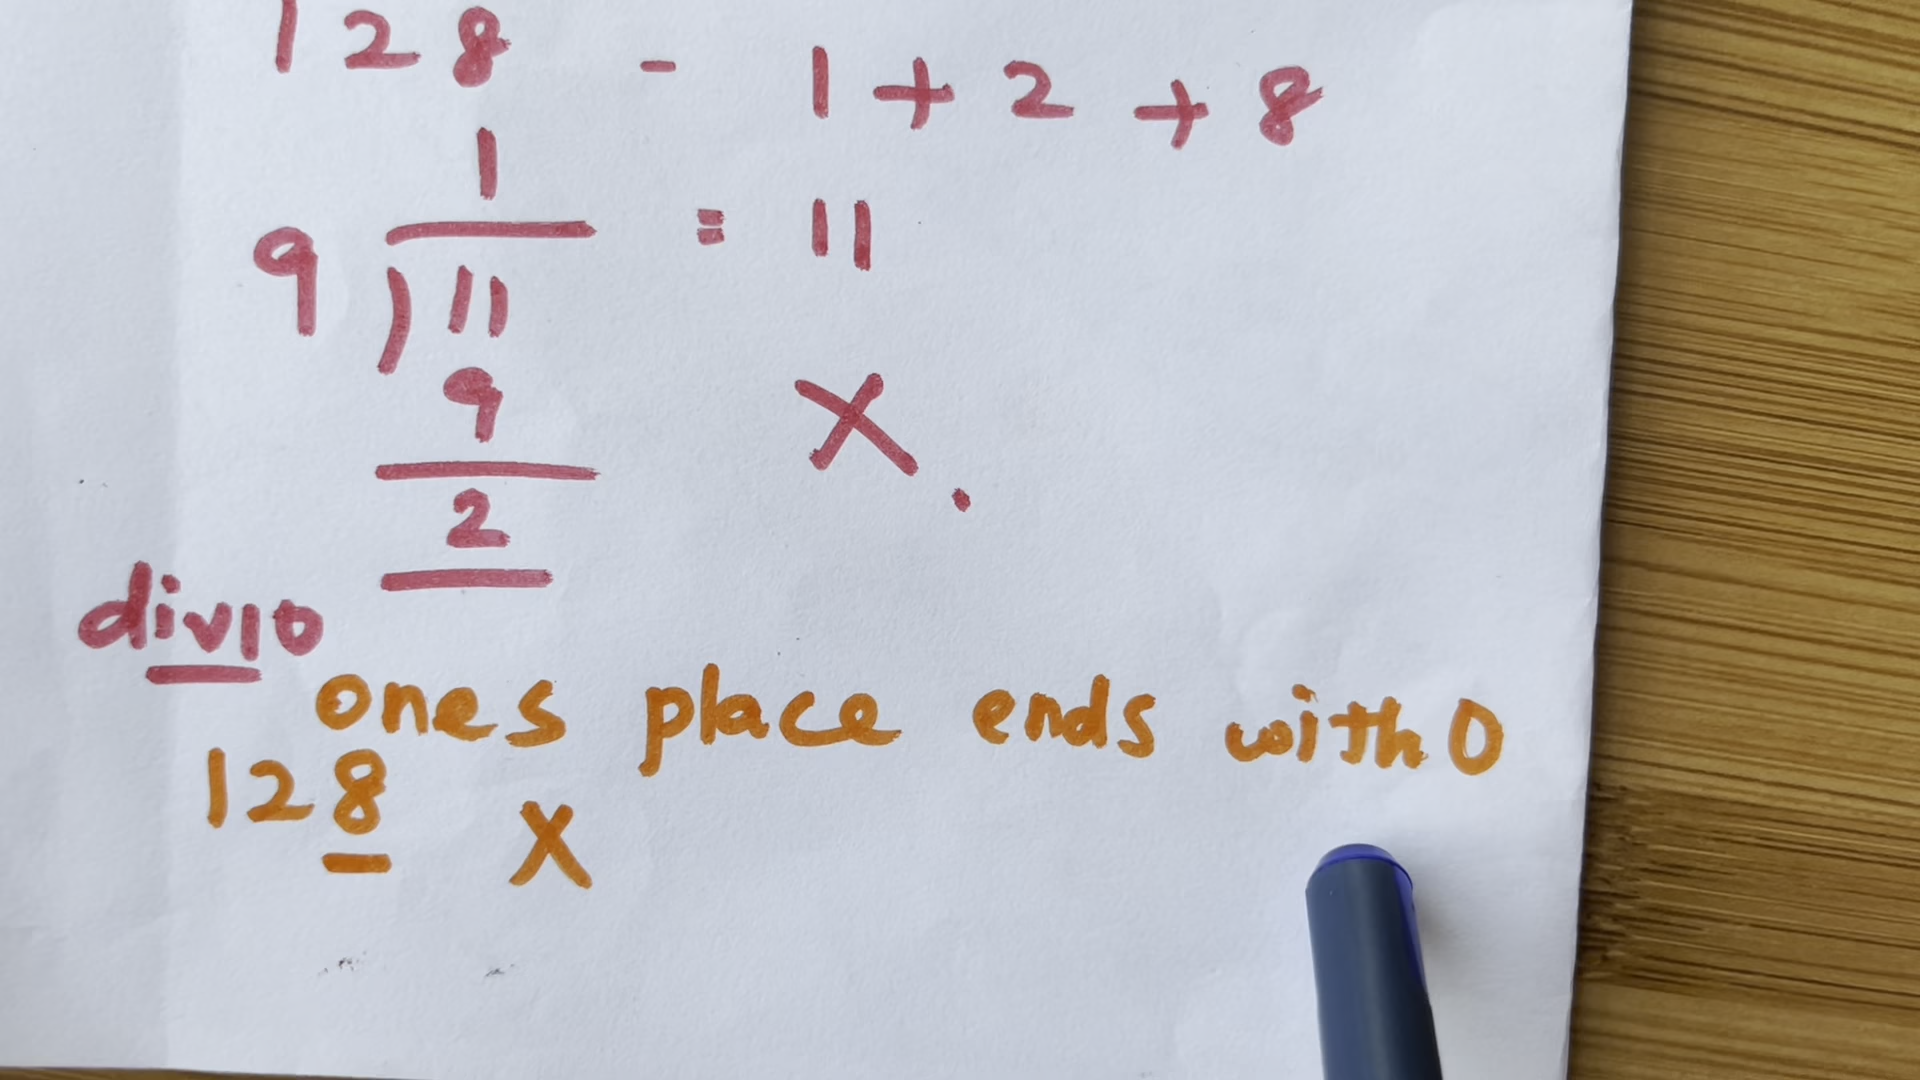 128 - 1 + 2 + 8
1
9 ) 11 = 11
9 X.
2
div10
ones place ends with 0
128 X